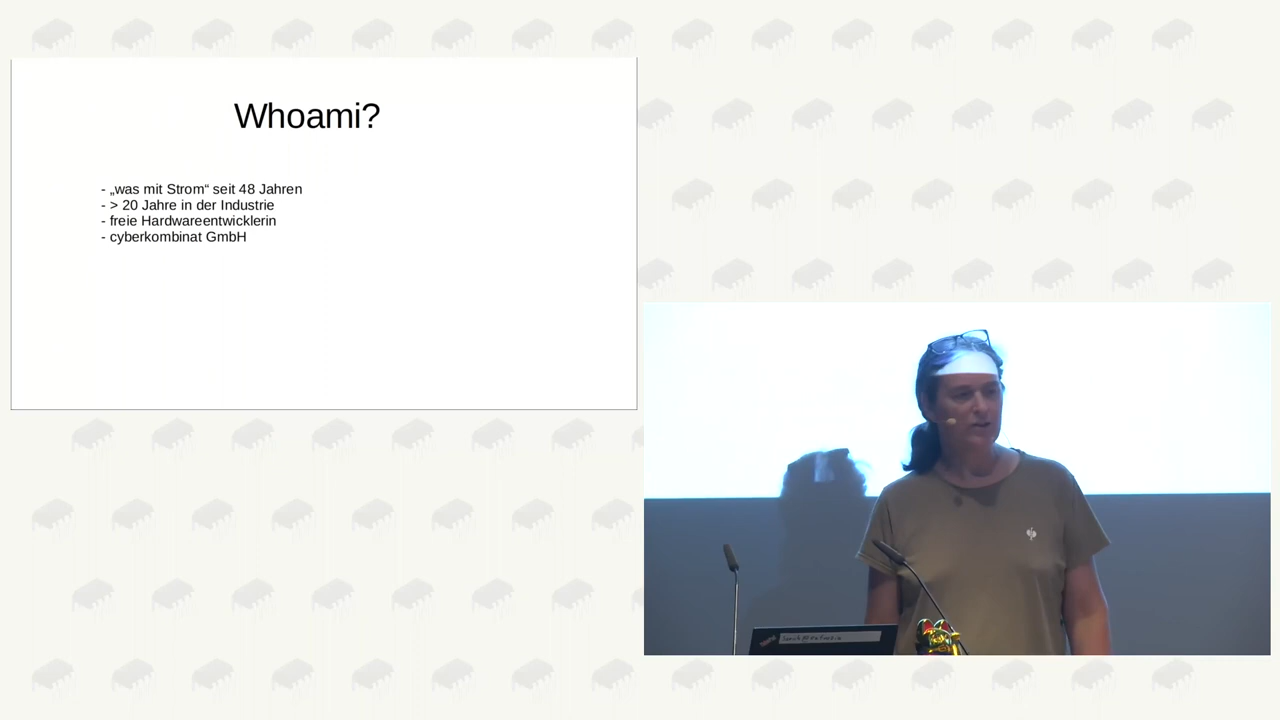 Whoami?
- „was mit Strom“ seit 48 Jahren
- > 20 Jahre in der Industrie
- freie Hardwareentwicklerin
- cyberkombinat GmbH